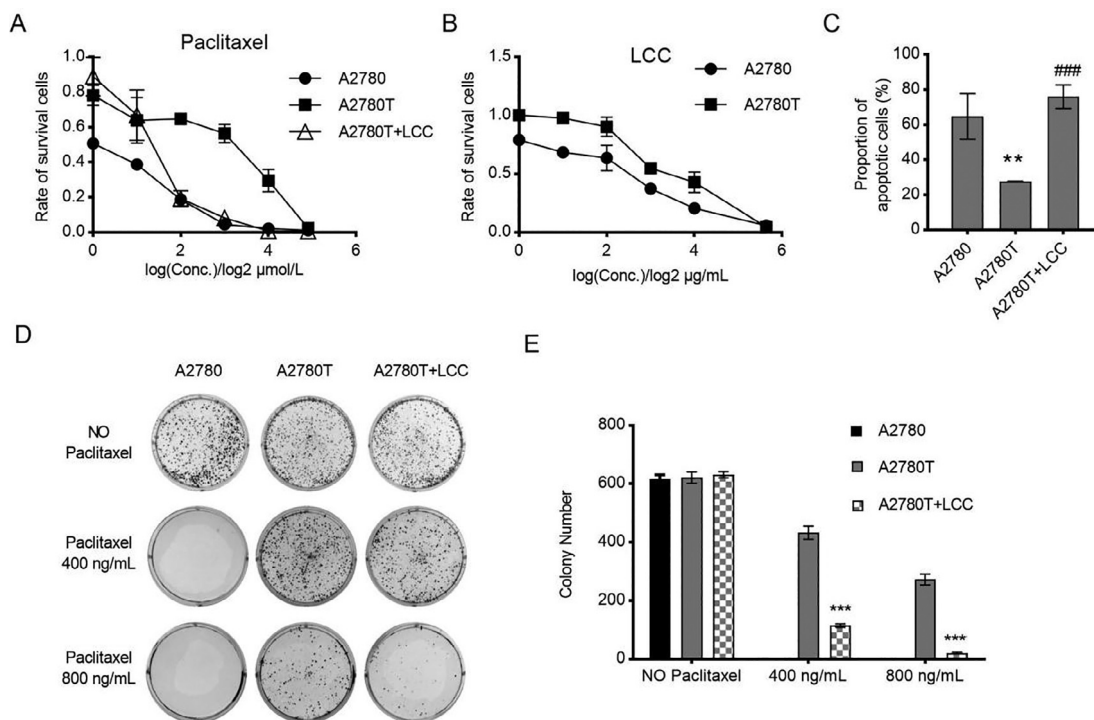 A
Paclitaxel
Rate of survival cells
1.0
0.8
0.6
0.4
0.2
0.0
0
2
4
6
log(Conc.)/log2 μmol/L
A2780
A2780T
A2780T+LCC
B
LCC
Rate of survival cells
1.5
1.0
0.5
0.0
0
2
4
6
log(Conc.)/log2 μg/mL
A2780
A2780T
C
Proportion of
apoptotic cells (%)
100
80
60
40
20
0
**
###
A2780
A2780T
A2780T+LCC
D
A2780
A2780T
A2780T+LCC
NO
Paclitaxel
Paclitaxel
400 ng/mL
Paclitaxel
800 ng/mL
E
Colony Number
800
600
400
200
0
A2780
A2780T
A2780T+LCC
***
***
NO Paclitaxel
400 ng/mL
800 ng/mL